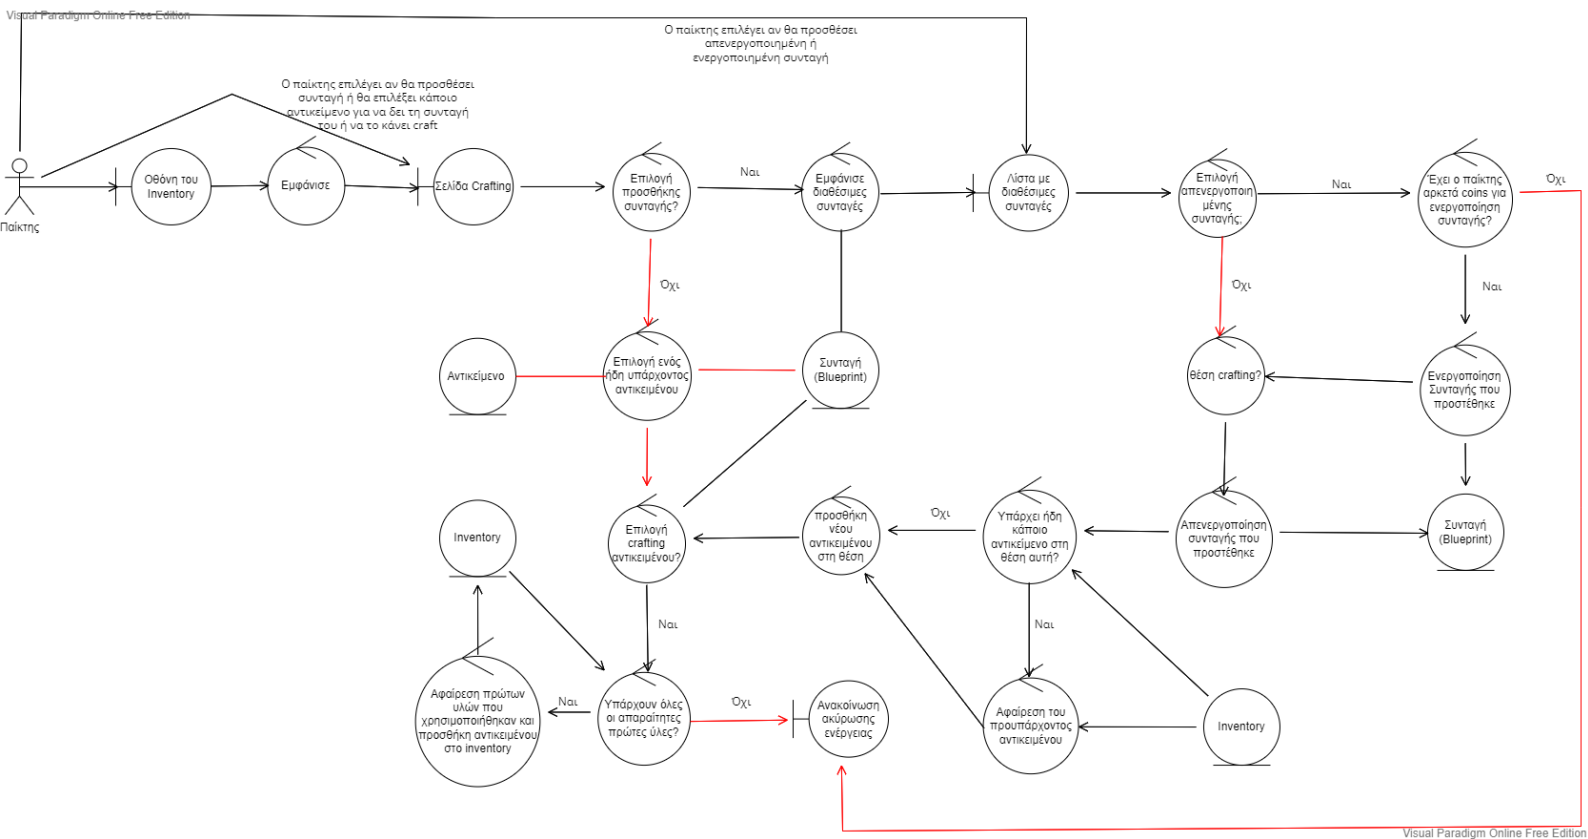 Visual Paradigm Online Free Edition
Ο παίκτης επιλέγει αν θα προσθέσει
απενεργοποιημένη ή
ενεργοποιημένη συνταγή
Ο παίκτης επιλέγει αν θα προσθέσει
συνταγή ή θα επιλέξει κάποιο
αντικείμενο για να δει τη συνταγή
του ή να το κάνει craft
Παίκτης
Οθόνη του
Inventory
Εμφάνισε
Σελίδα Crafting
Επιλογή
προσθήκης
συνταγής?
Ναι
Εμφάνισε
διαθέσιμες
συνταγές
Λίστα με
διαθέσιμες
συνταγές
Επιλογή
απενεργοποιη
μένης
συνταγής;
Ναι
Έχει ο παίκτης
αρκετά coins για
ενεργοποίηση
συνταγής?
Όχι
Όχι
Όχι
Ναι
Αντικείμενο
Επιλογή ενός
ήδη υπάρχοντος
αντικειμένου
Συνταγή
(Blueprint)
θέση crafting?
Ενεργοποίηση
Συνταγής που
προστέθηκε
Inventory
Επιλογή
crafting
αντικειμένου?
προσθήκη
νέου
αντικειμένου
στη θέση
Όχι
Υπάρχει ήδη
κάποιο
αντικείμενο στη
θέση αυτή?
Απενεργοποίηση
συνταγής που
προστέθηκε
Συνταγή
(Blueprint)
Ναι
Ναι
Αφαίρεση πρώτων
υλών που
χρησιμοποιήθηκαν και
προσθήκη αντικειμένου
στο inventory
Ναι
Υπάρχουν όλες
οι απαραίτητες
πρώτες ύλες?
Όχι
Ανακοίνωση
ακύρωσης
ενέργειας
Αφαίρεση του
προυπάρχοντος
αντικειμένου
Inventory
Visual Paradigm Online Free Edition